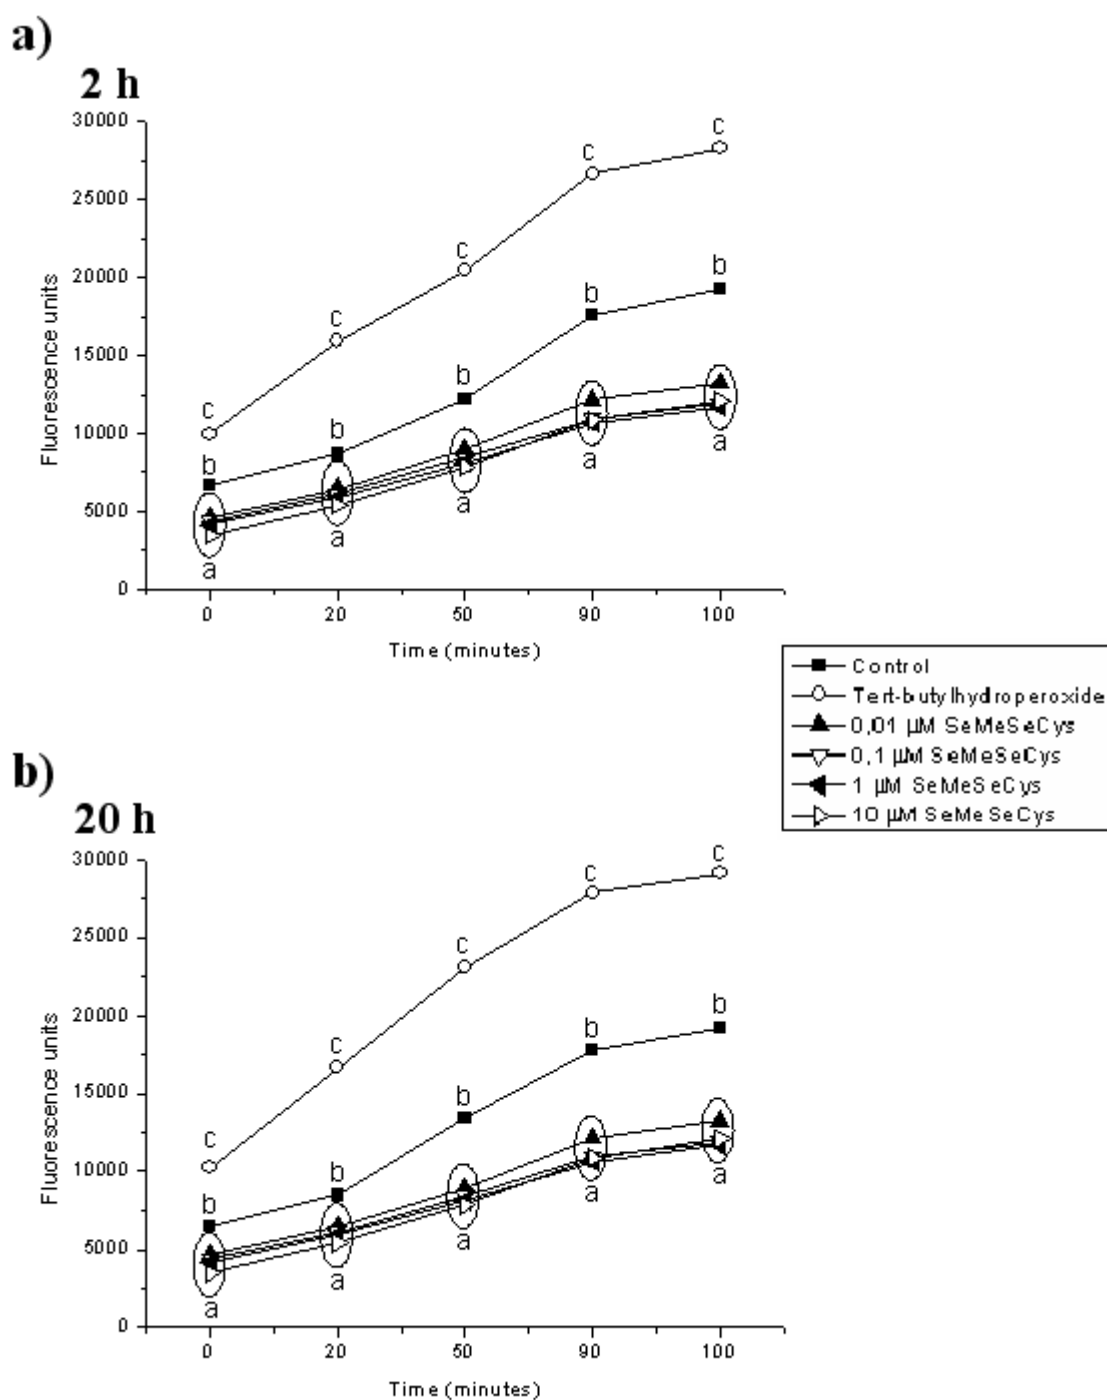 a)
2 h
30000
25000
20000
15000
10000
5000
0
Fluorescence units
c c c c c
b b b b b
a a a a a
0 20 50 90 100
Time (minutes)
Control
Tert-butylhydroperoxide
0,01 µM SeMeSeCys
0,1 µM SeMeSeCys
1 µM SeMeSeCys
10 µM SeMeSeCys
b)
20 h
30000
25000
20000
15000
10000
5000
0
Fluorescence units
c c c c c
b b b b b
a a a a a
0 20 50 90 100
Time (minutes)